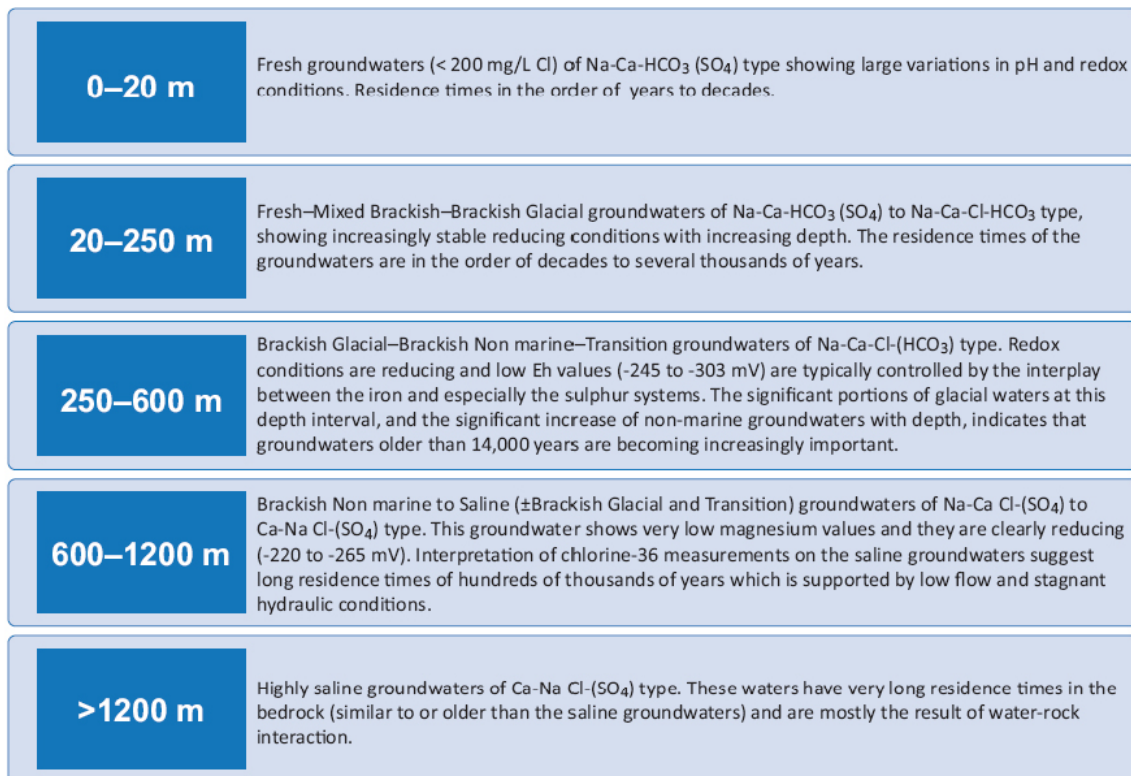 0–20 m
Fresh groundwaters (< 200 mg/L Cl) of Na-Ca-HCO₃ (SO₄) type showing large variations in pH and redox
conditions. Residence times in the order of years to decades.
20–250 m
Fresh–Mixed Brackish–Brackish Glacial groundwaters of Na-Ca-HCO₃ (SO₄) to Na-Ca-Cl-HCO₃ type,
showing increasingly stable reducing conditions with increasing depth. The residence times of the
groundwaters are in the order of decades to several thousands of years.
250–600 m
Brackish Glacial–Brackish Non marine–Transition groundwaters of Na-Ca-Cl-(HCO₃) type. Redox
conditions are reducing and low Eh values (-245 to -303 mV) are typically controlled by the interplay
between the iron and especially the sulphur systems. The significant portions of glacial waters at this
depth interval, and the significant increase of non-marine groundwaters with depth, indicates that
groundwaters older than 14,000 years are becoming increasingly important.
600–1200 m
Brackish Non marine to Saline (±Brackish Glacial and Transition) groundwaters of Na-Ca Cl-(SO₄) to
Ca-Na Cl-(SO₄) type. This groundwater shows very low magnesium values and they are clearly reducing
(-220 to -265 mV). Interpretation of chlorine-36 measurements on the saline groundwaters suggest
long residence times of hundreds of thousands of years which is supported by low flow and stagnant
hydraulic conditions.
>1200 m
Highly saline groundwaters of Ca-Na Cl-(SO₄) type. These waters have very long residence times in the
bedrock (similar to or older than the saline groundwaters) and are mostly the result of water-rock
interaction.